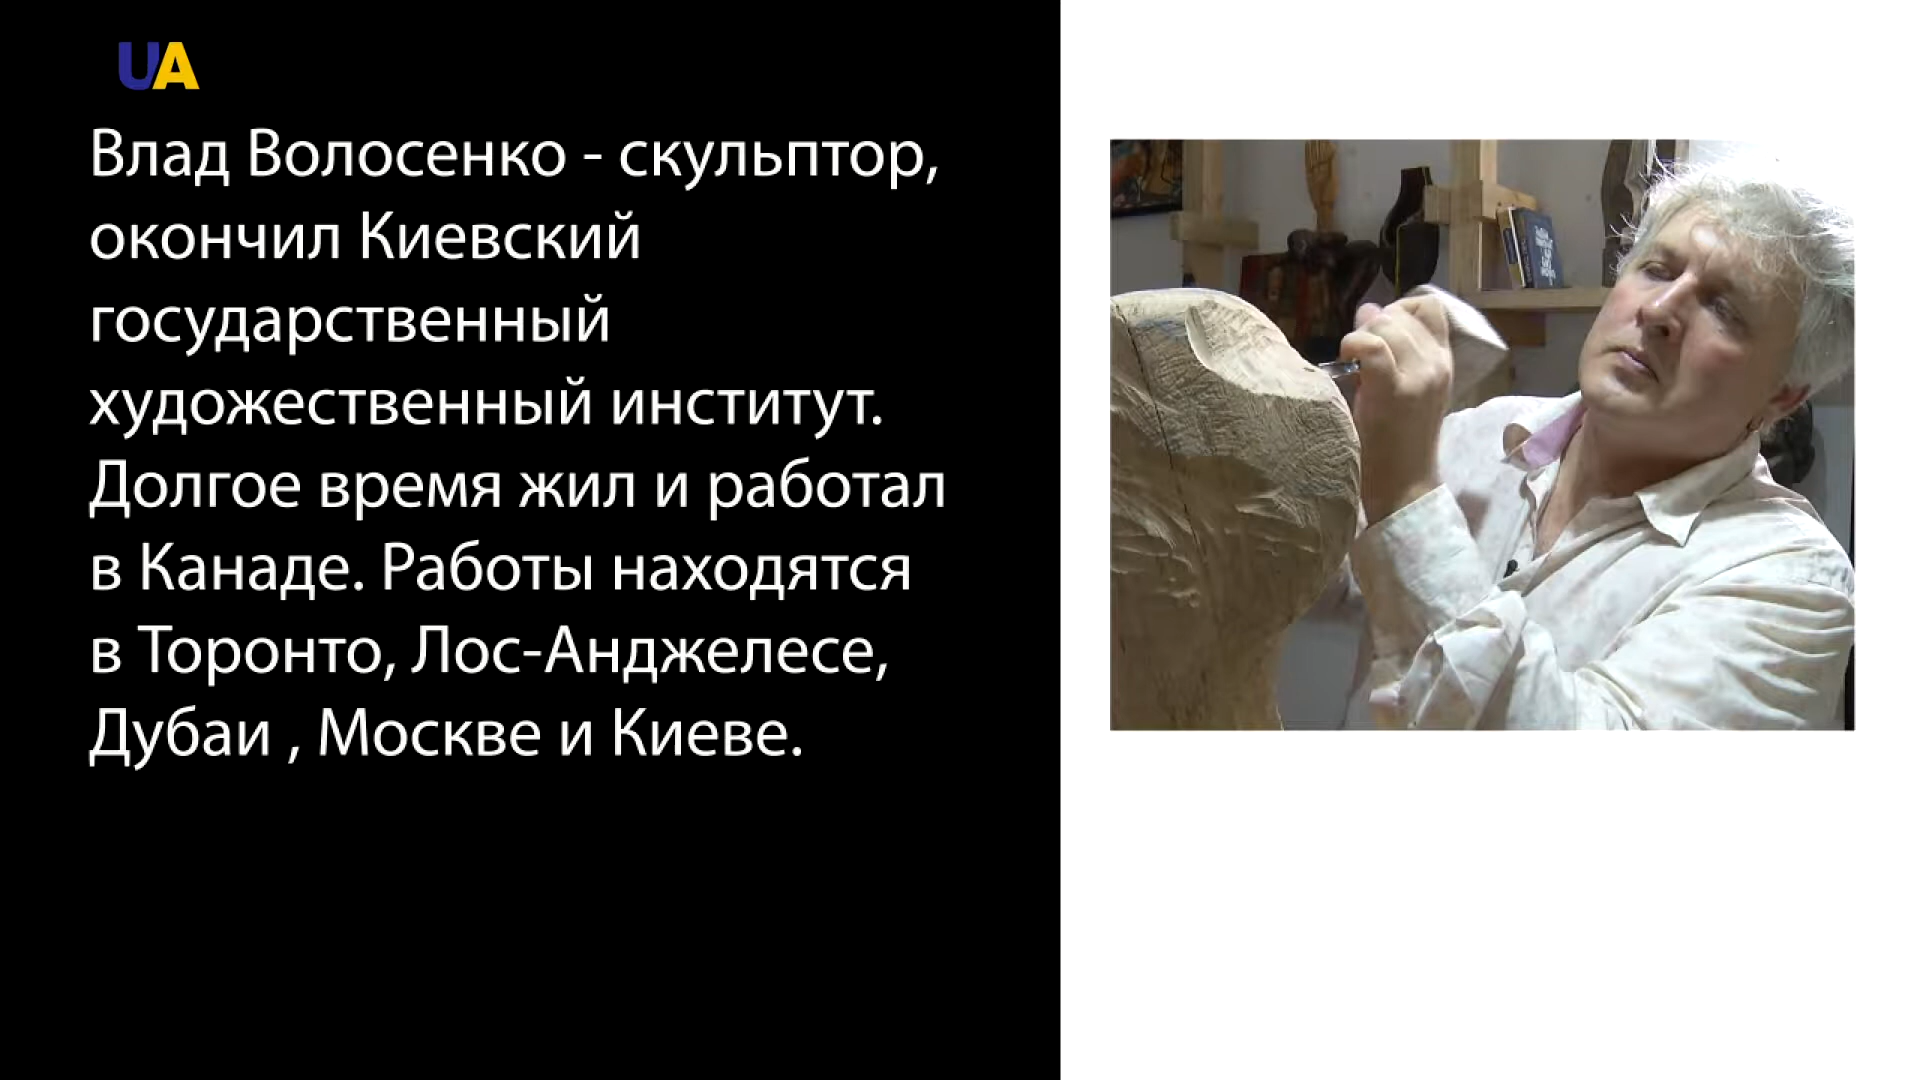 UA
Влад Волосенко - скульптор,
окончил Киевский
государственный
художественный институт.
Долгое время жил и работал
в Канаде. Работы находятся
в Торонто, Лос-Анджелесе,
Дубаи , Москве и Киеве.